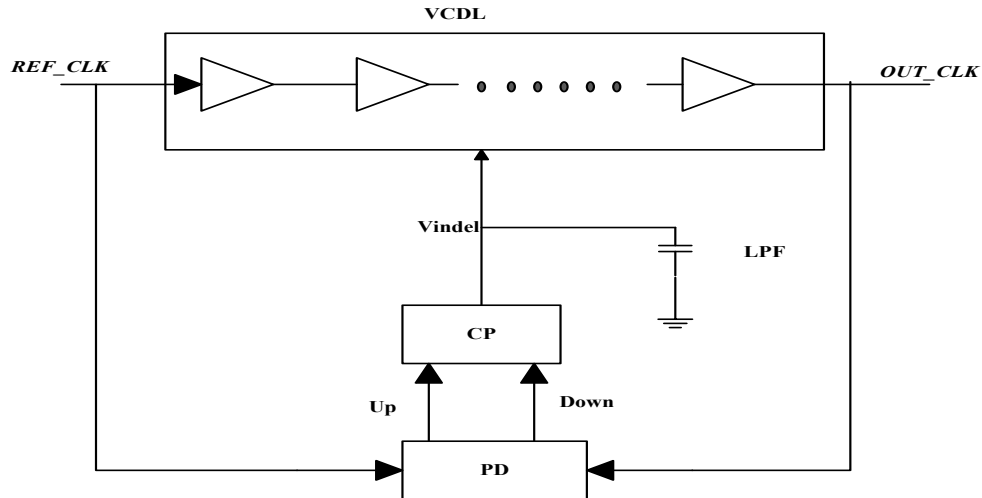 VCDL
REF_CLK
OUT_CLK
Vindel
LPF
CP
Up
Down
PD